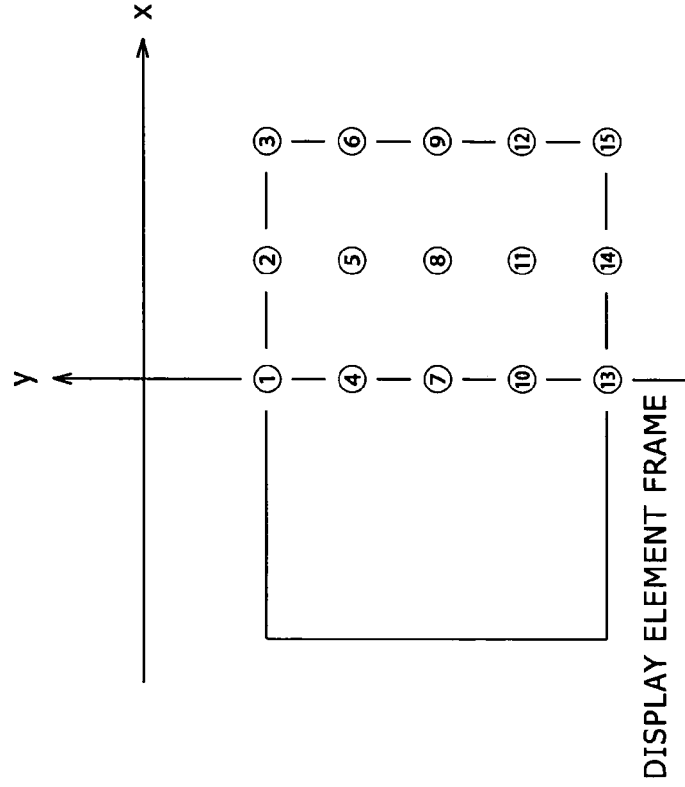 y
x
① ② ③
④ ⑤ ⑥
⑦ ⑧ ⑨
⑩ ⑪ ⑫
⑬ ⑭ ⑮
DISPLAY ELEMENT FRAME